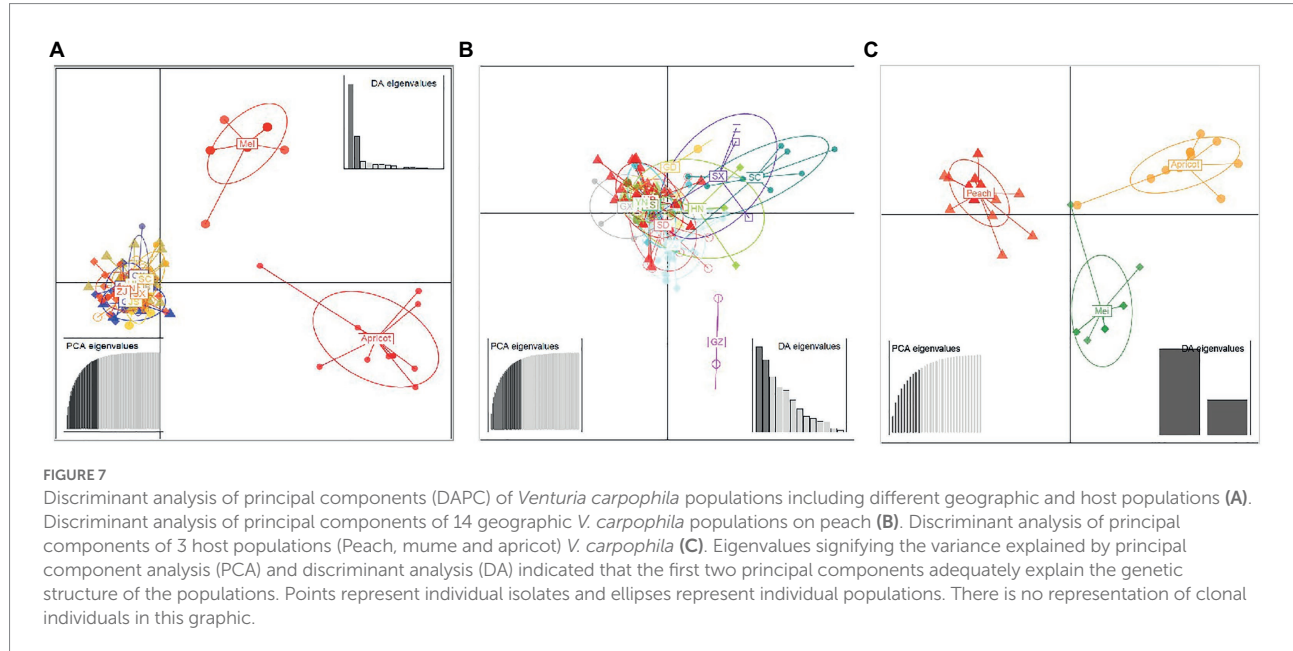 A
B
C
DA eigenvalues
Mei
Apricot
ZJ
SC
PCA eigenvalues
SX
SC
HN
SD
GZ
PCA eigenvalues
DA eigenvalues
Apricot
Peach
Mei
PCA eigenvalues
DA eigenvalues
FIGURE 7
Discriminant analysis of principal components (DAPC) of Venturia carpophila populations including different geographic and host populations (A).
Discriminant analysis of principal components of 14 geographic V. carpophila populations on peach (B). Discriminant analysis of principal
components of 3 host populations (Peach, mume and apricot) V. carpophila (C). Eigenvalues signifying the variance explained by principal
component analysis (PCA) and discriminant analysis (DA) indicated that the first two principal components adequately explain the genetic
structure of the populations. Points represent individual isolates and ellipses represent individual populations. There is no representation of clonal
individuals in this graphic.